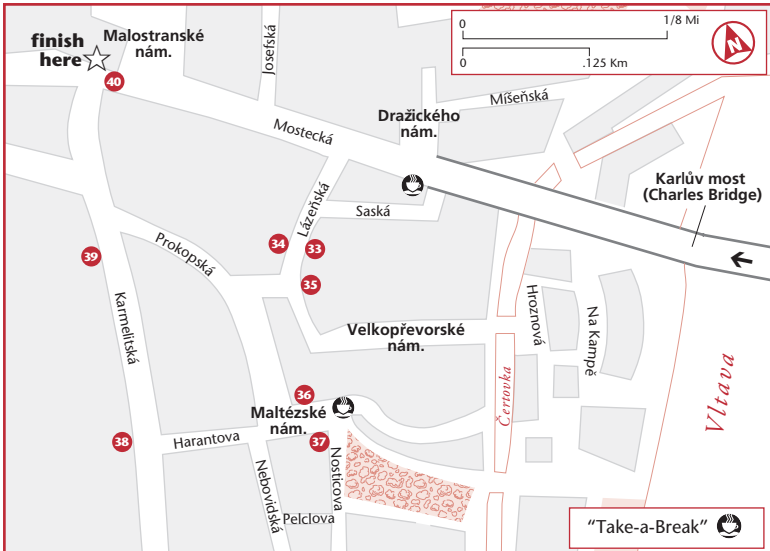 finish
here
Malostranské
nám.
40
Josefská
0
1/8 Mi
0
.125 Km
N
Míšeňská
Dražického
nám.
Mostecká
Karlův most
(Charles Bridge)
Lázeňská
Saská
34
33
39
Prokopská
35
Karmelitská
Velkopřevorské
nám.
Hroznová
Na Kampě
Čertovka
Vltava
36
Maltézské
nám.
38
Harantova
37
Nebovidská
Nosticova
Pelclova
"Take-a-Break"